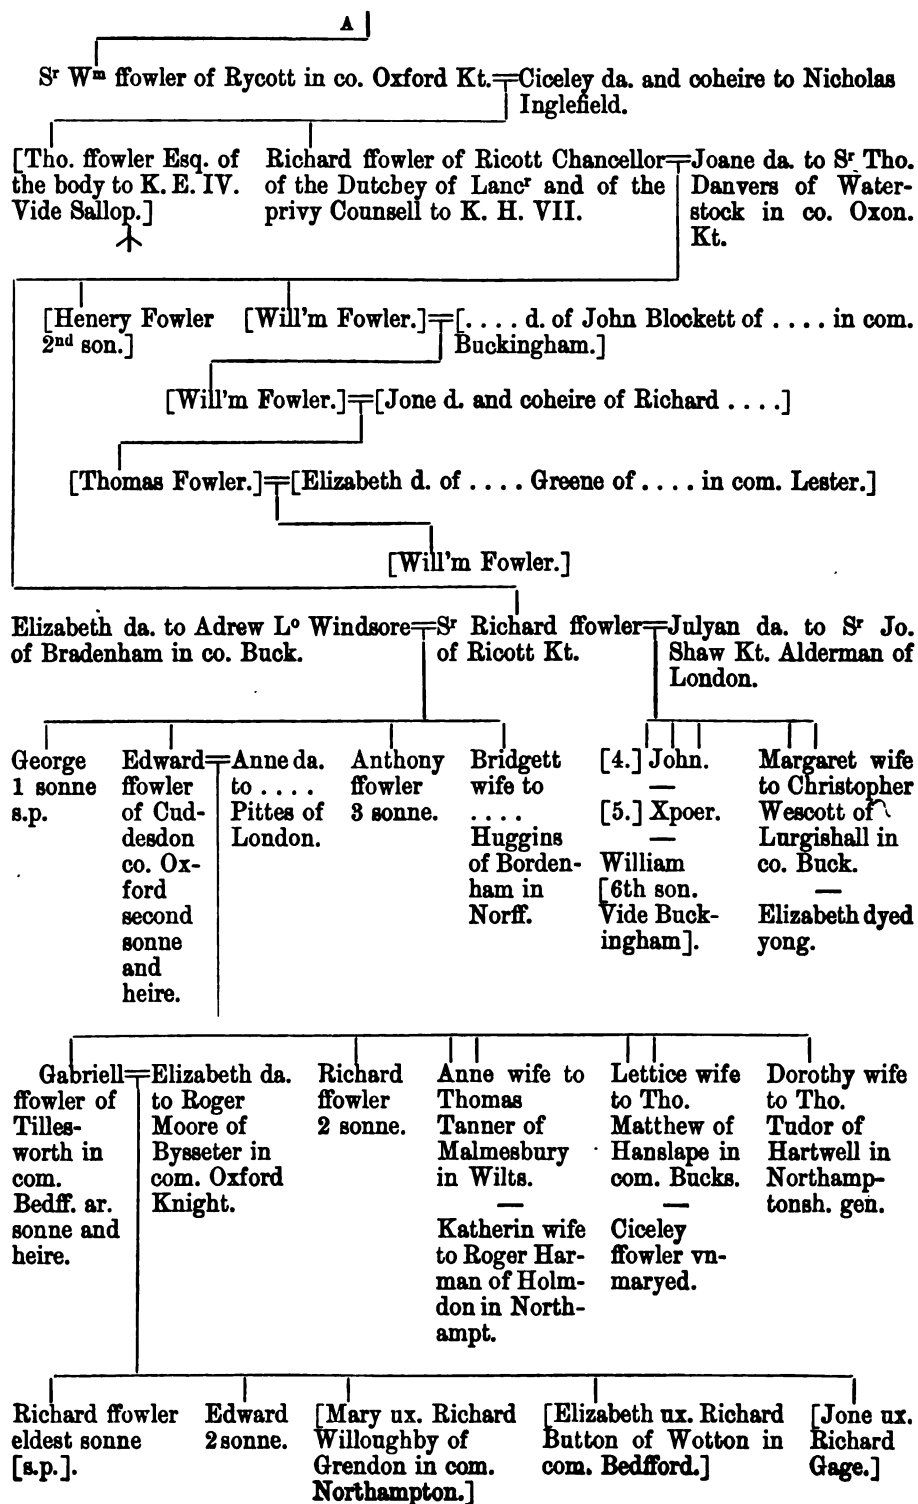 A
Sʳ Wᵐ ffowler of Rycott in co. Oxford Kt.=Ciceley da. and coheire to Nicholas
Inglefield.
[Tho. ffowler Esq. of
the body to K. E. IV.
Vide Sallop.]
Richard ffowler of Ricott Chancellor=
of the Dutchey of Lancʳ and of the
privy Counsell to K. H. VII.
Joane da. to Sʳ Tho.
Danvers of Water-
stock in co. Oxon.
Kt.
[Henery Fowler
2ⁿᵈ son.]
[Will'm Fowler.]=[.... d. of John Blockett of .... in com.
Buckingham.]
[Will'm Fowler.]=[Jone d. and coheire of Richard ....]
[Thomas Fowler.]=[Elizabeth d. of .... Greene of .... in com. Lester.]
[Will'm Fowler.]
Elizabeth da. to Adrew Lᵒ Windsore=
of Bradenham in co. Buck.
Sʳ Richard ffowler=
of Ricott Kt.
Julyan da. to Sʳ Jo.
Shaw Kt. Alderman of
London.
George
1 sonne
s.p.
Edward=
ffowler
of Cud-
desdon
co. Ox-
ford
second
sonne
and
heire.
Anne da.
to ....
Pittes of
London.
Anthony
ffowler
3 sonne.
Bridgett
wife to
....
Huggins
of Borden-
ham in
Norff.
[4.] John.
—
[5.] Xpoer.
—
William
[6th son.
Vide Buck-
ingham].
Margaret wife
to Christopher
Wescott of
Lurgishall in
co. Buck.
—
Elizabeth dyed
yong.
Gabriell=
ffowler of
Tilles-
worth in
com.
Bedff. ar.
sonne and
heire.
Elizabeth da.
to Roger
Moore of
Bysseter in
com. Oxford
Knight.
Richard
ffowler
2 sonne.
Anne wife to
Thomas
Tanner of
Malmesbury
in Wilts.
—
Katherin wife
to Roger Har-
man of Holm-
don in North-
ampt.
Lettice wife
to Tho.
Matthew of
Hanslape in
com. Bucks.
—
Ciceley
ffowler vn-
maryed.
Dorothy wife
to Tho.
Tudor of
Hartwell in
Northamp-
tonsh. gen.
Richard ffowler
eldest sonne
[s.p.].
Edward
2 sonne.
[Mary ux. Richard
Willoughby of
Grendon in com.
Northampton.]
[Elizabeth ux. Richard
Button of Wotton in
com. Bedfford.]
[Jone ux.
Richard
Gage.]